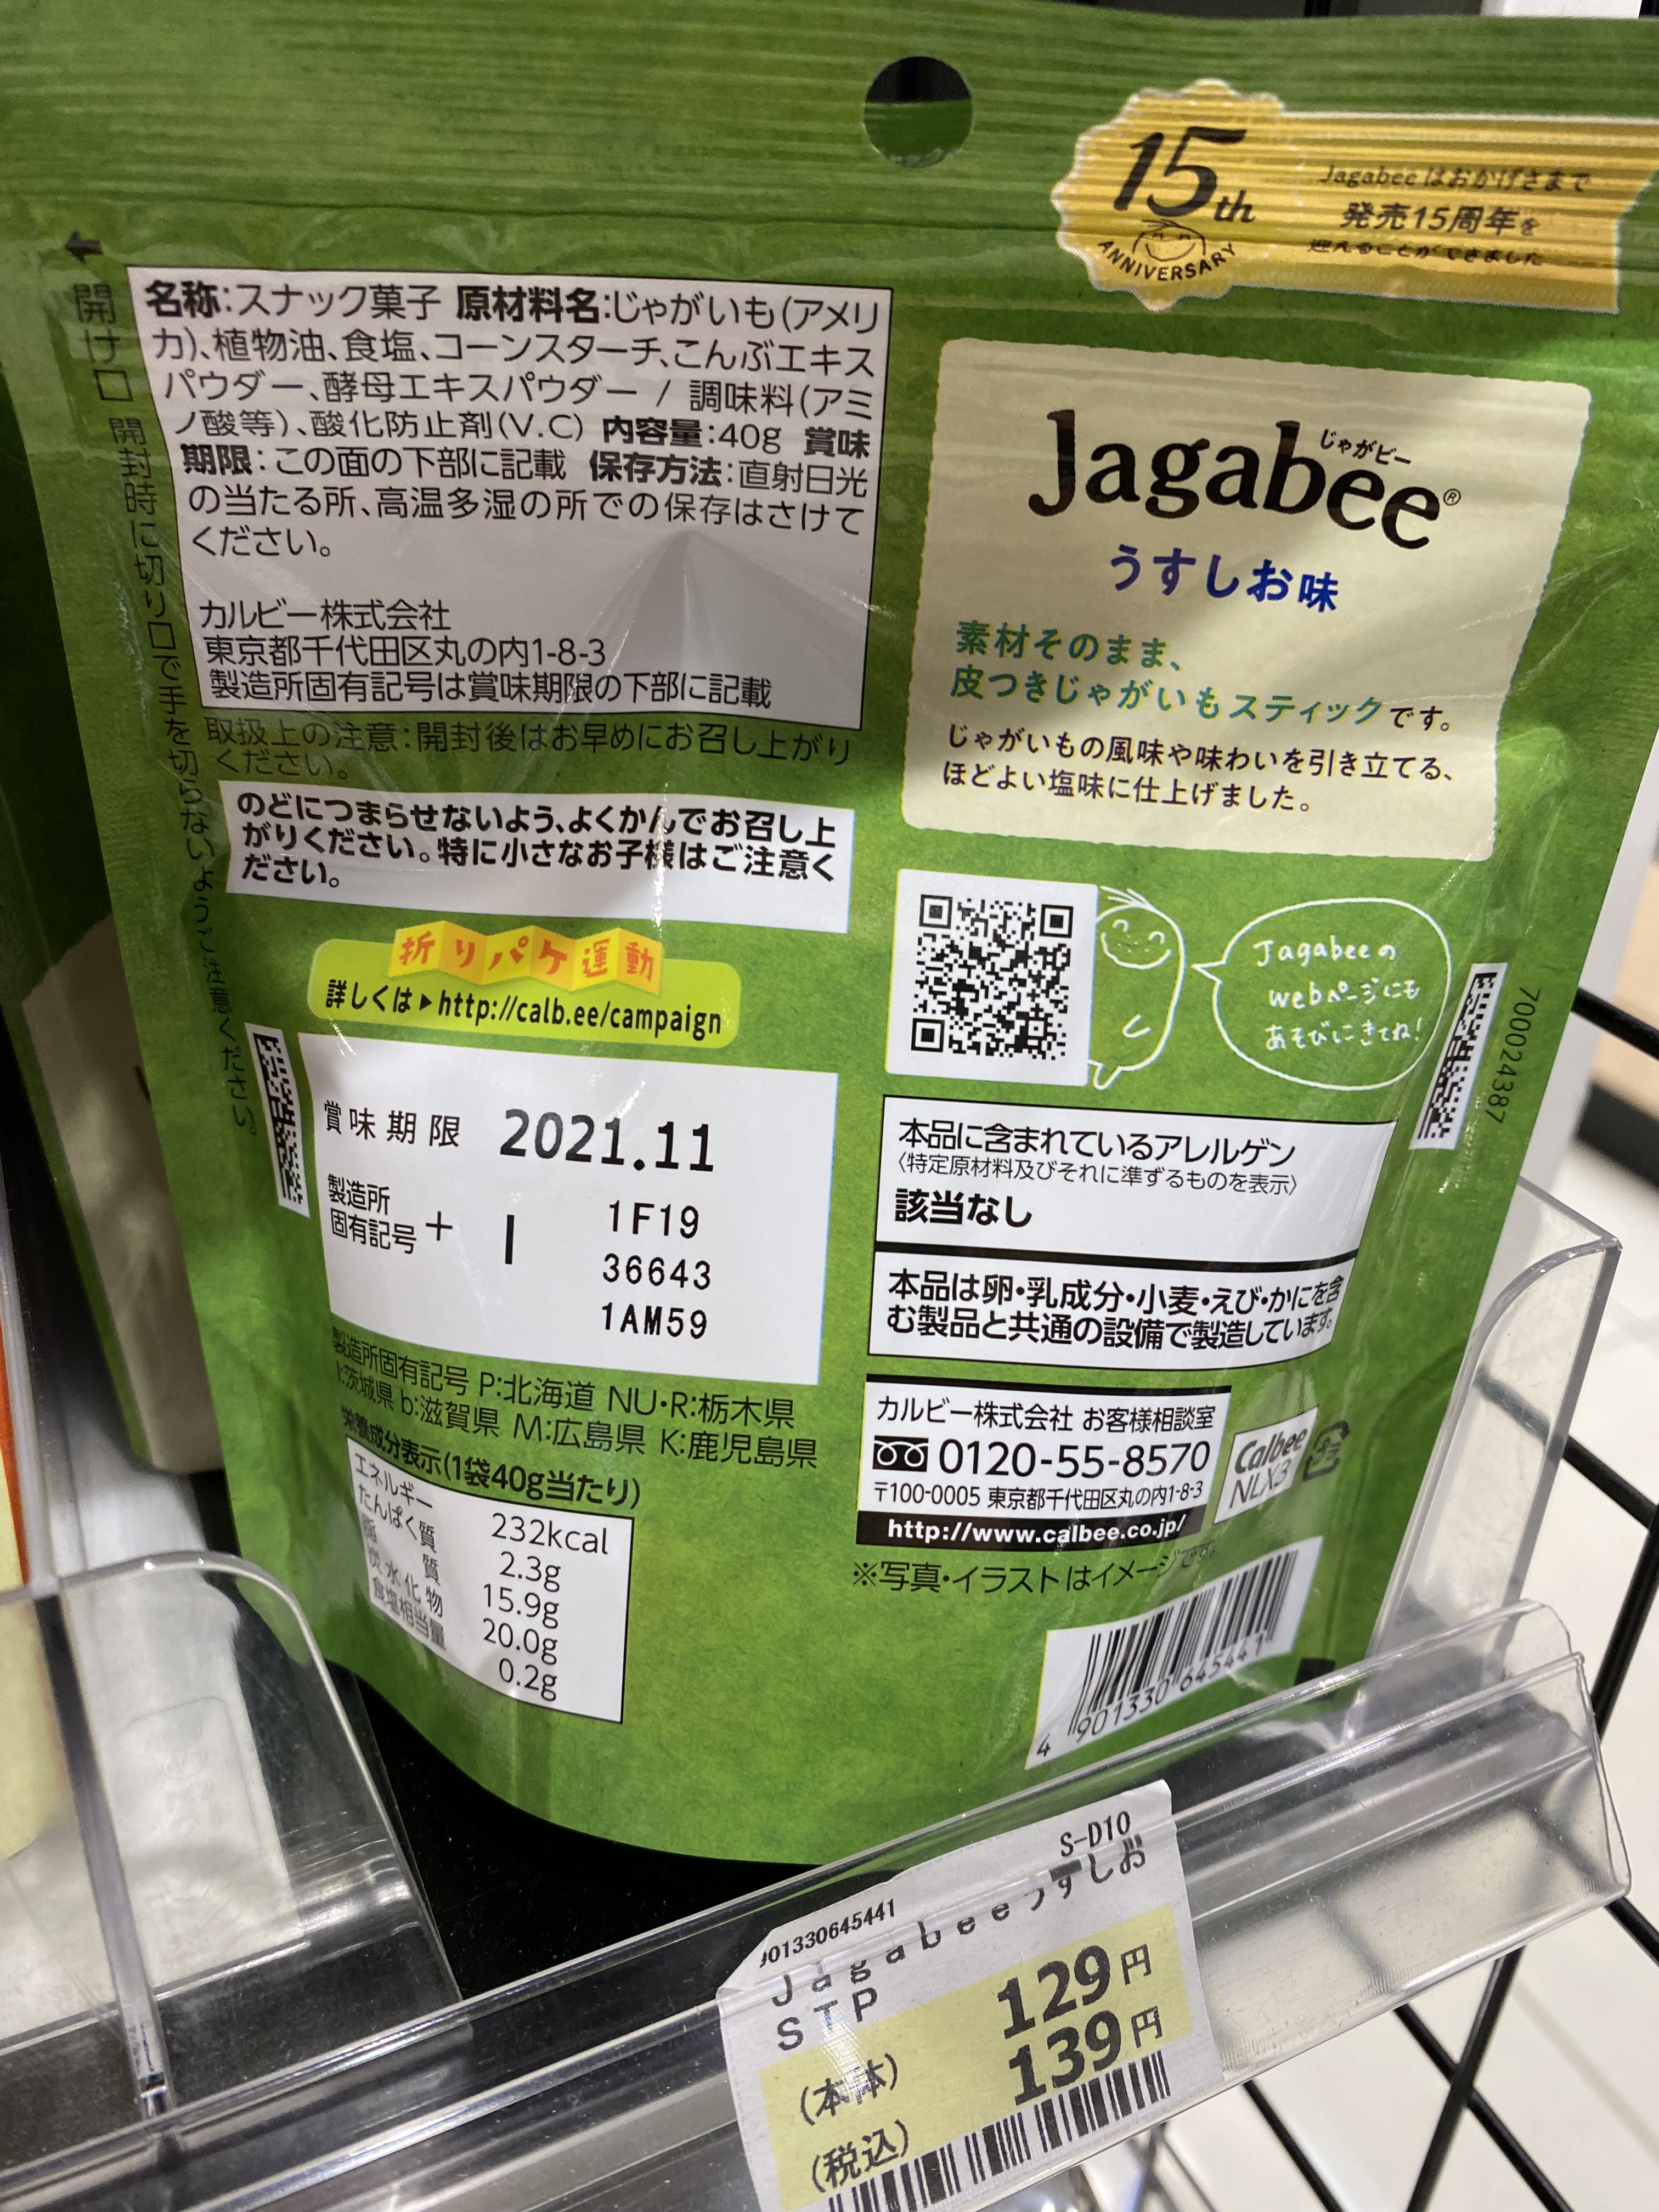 15th
ANNIVERSARY
Jagabeeはおかげさまで
発売15周年を
迎えることができました
開け口 開封時に切り口で手を切らないようご注意ください。
名称:スナック菓子 原材料名:じゃがいも(アメリ
カ)、植物油、食塩、コーンスターチ、こんぶエキス
パウダー、酵母エキスパウダー / 調味料(アミ
ノ酸等)、酸化防止剤(V.C) 内容量:40g 賞味
期限:この面の下部に記載 保存方法:直射日光
の当たる所、高温多湿の所での保存はさけて
ください。
カルビー株式会社
東京都千代田区丸の内1-8-3
製造所固有記号は賞味期限の下部に記載
取扱上の注意:開封後はお早めにお召し上がり
ください。
のどにつまらせないよう、よくかんでお召し上
がりください。特に小さなお子様はご注意く
ださい。
折りパケ運動
詳しくは▶http://calb.ee/campaign
賞味期限 2021.11
製造所
固有記号 + I
1F19
36643
1AM59
製造所固有記号 P:北海道 NU・R:栃木県
I:茨城県 b:滋賀県 M:広島県 K:鹿児島県
栄養成分表示(1袋40g当たり)
エネルギー 232kcal
たんぱく質 2.3g
脂質 15.9g
炭水化物 20.0g
食塩相当量 0.2g
じゃがビー
Jagabee®
うすしお味
素材そのまま、
皮つきじゃがいもスティックです。
じゃがいもの風味や味わいを引き立てる、
ほどよい塩味に仕上げました。
Jagabeeの
webページにも
あそびにきてね!
7000024387
本品に含まれているアレルゲン
〈特定原材料及びそれに準ずるものを表示〉
該当なし
本品は卵・乳成分・小麦・えび・かにを含
む製品と共通の設備で製造しています。
カルビー株式会社 お客様相談室
0120-55-8570
〒100-0005 東京都千代田区丸の内1-8-3
http://www.calbee.co.jp/
Calbee
NLX3
※写真・イラストはイメージです。
4 901330 645441
S-D10
901330645441
Jagabeeうすしお
STP
(本体) 129円
(税込) 139円